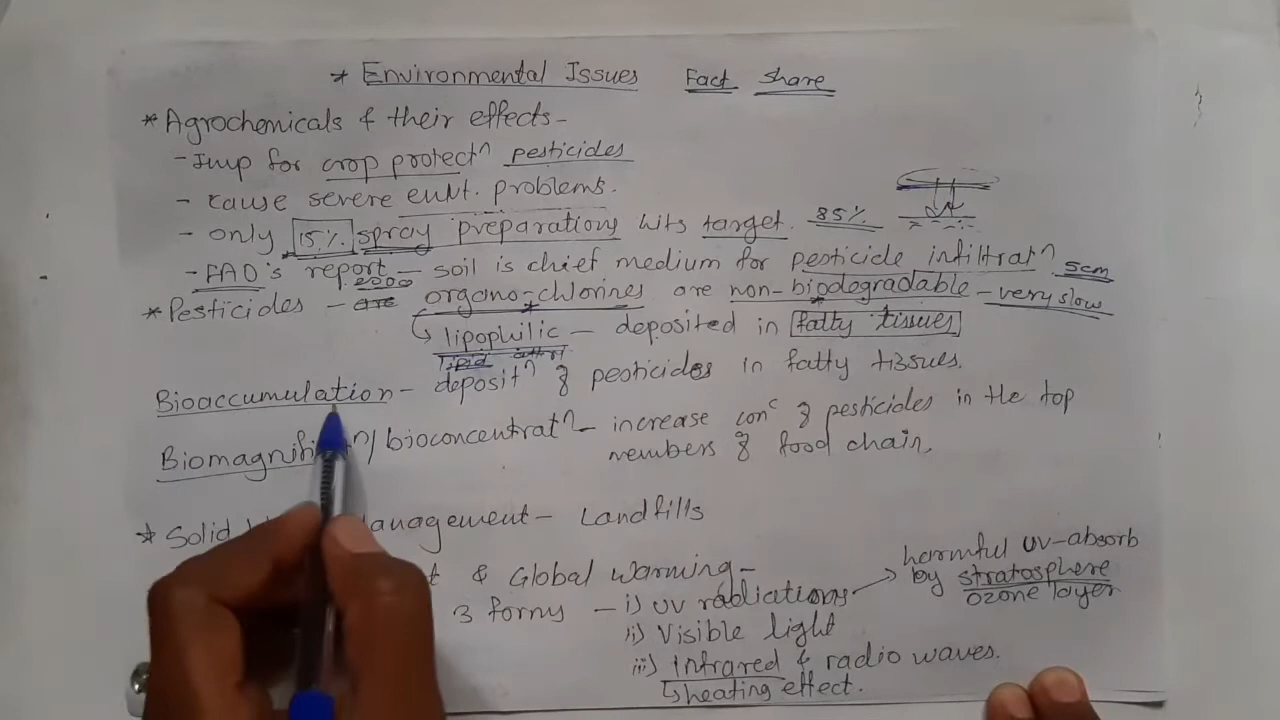 * Environmental Issues Fact Share
* Agrochemicals & their effects-
- Imp for crop protectⁿ pesticides
- cause severe envt. problems.
- only 15% spray preparations hits target. 85%
- FAO's report 2000 - soil is chief medium for pesticide infiltratⁿ 5cm
* Pesticides - are organo-chlorines are non-biodegradable - very slow
lipophilic - deposited in fatty tissues
lipid
Bioaccumulation - depositⁿ of pesticides in fatty tissues.
Biomagnifi ⁿ/bioconcentratⁿ - increase conᶜ of pesticides in the top
members of food chain,
* Solid Management - Landfills
t & Global Warming -
3 forms - i) UV radiations
harmful UV-absorb
by stratosphere
ozone layer
ii) Visible light
iii) Infrared & radio waves.
heating effect.